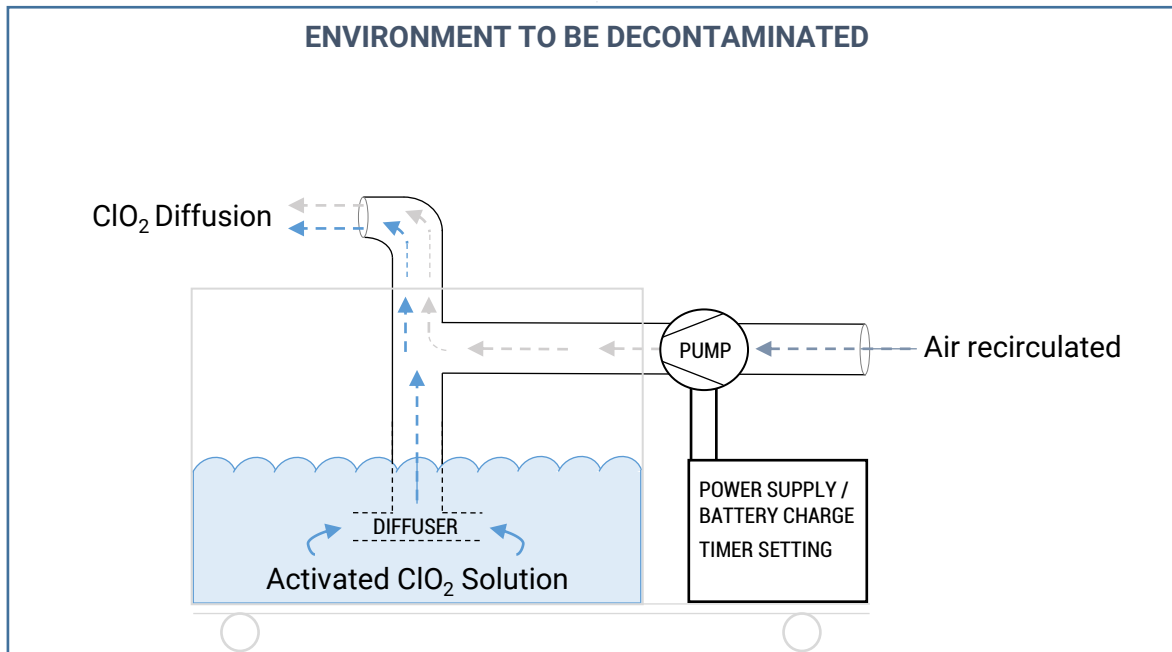 ENVIRONMENT TO BE DECONTAMINATED
ClO₂ Diffusion
PUMP
Air recirculated
POWER SUPPLY /
BATTERY CHARGE
TIMER SETTING
DIFFUSER
Activated ClO₂ Solution